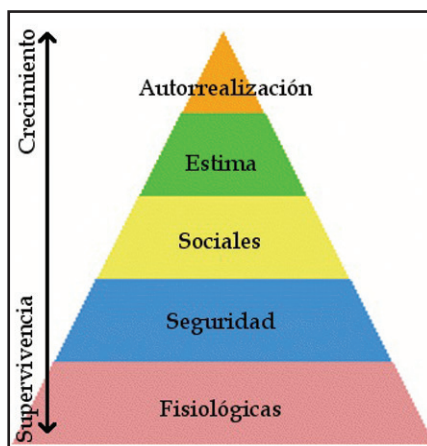 Crecimiento
Supervivencia
Autorrealización
Estima
Sociales
Seguridad
Fisiológicas